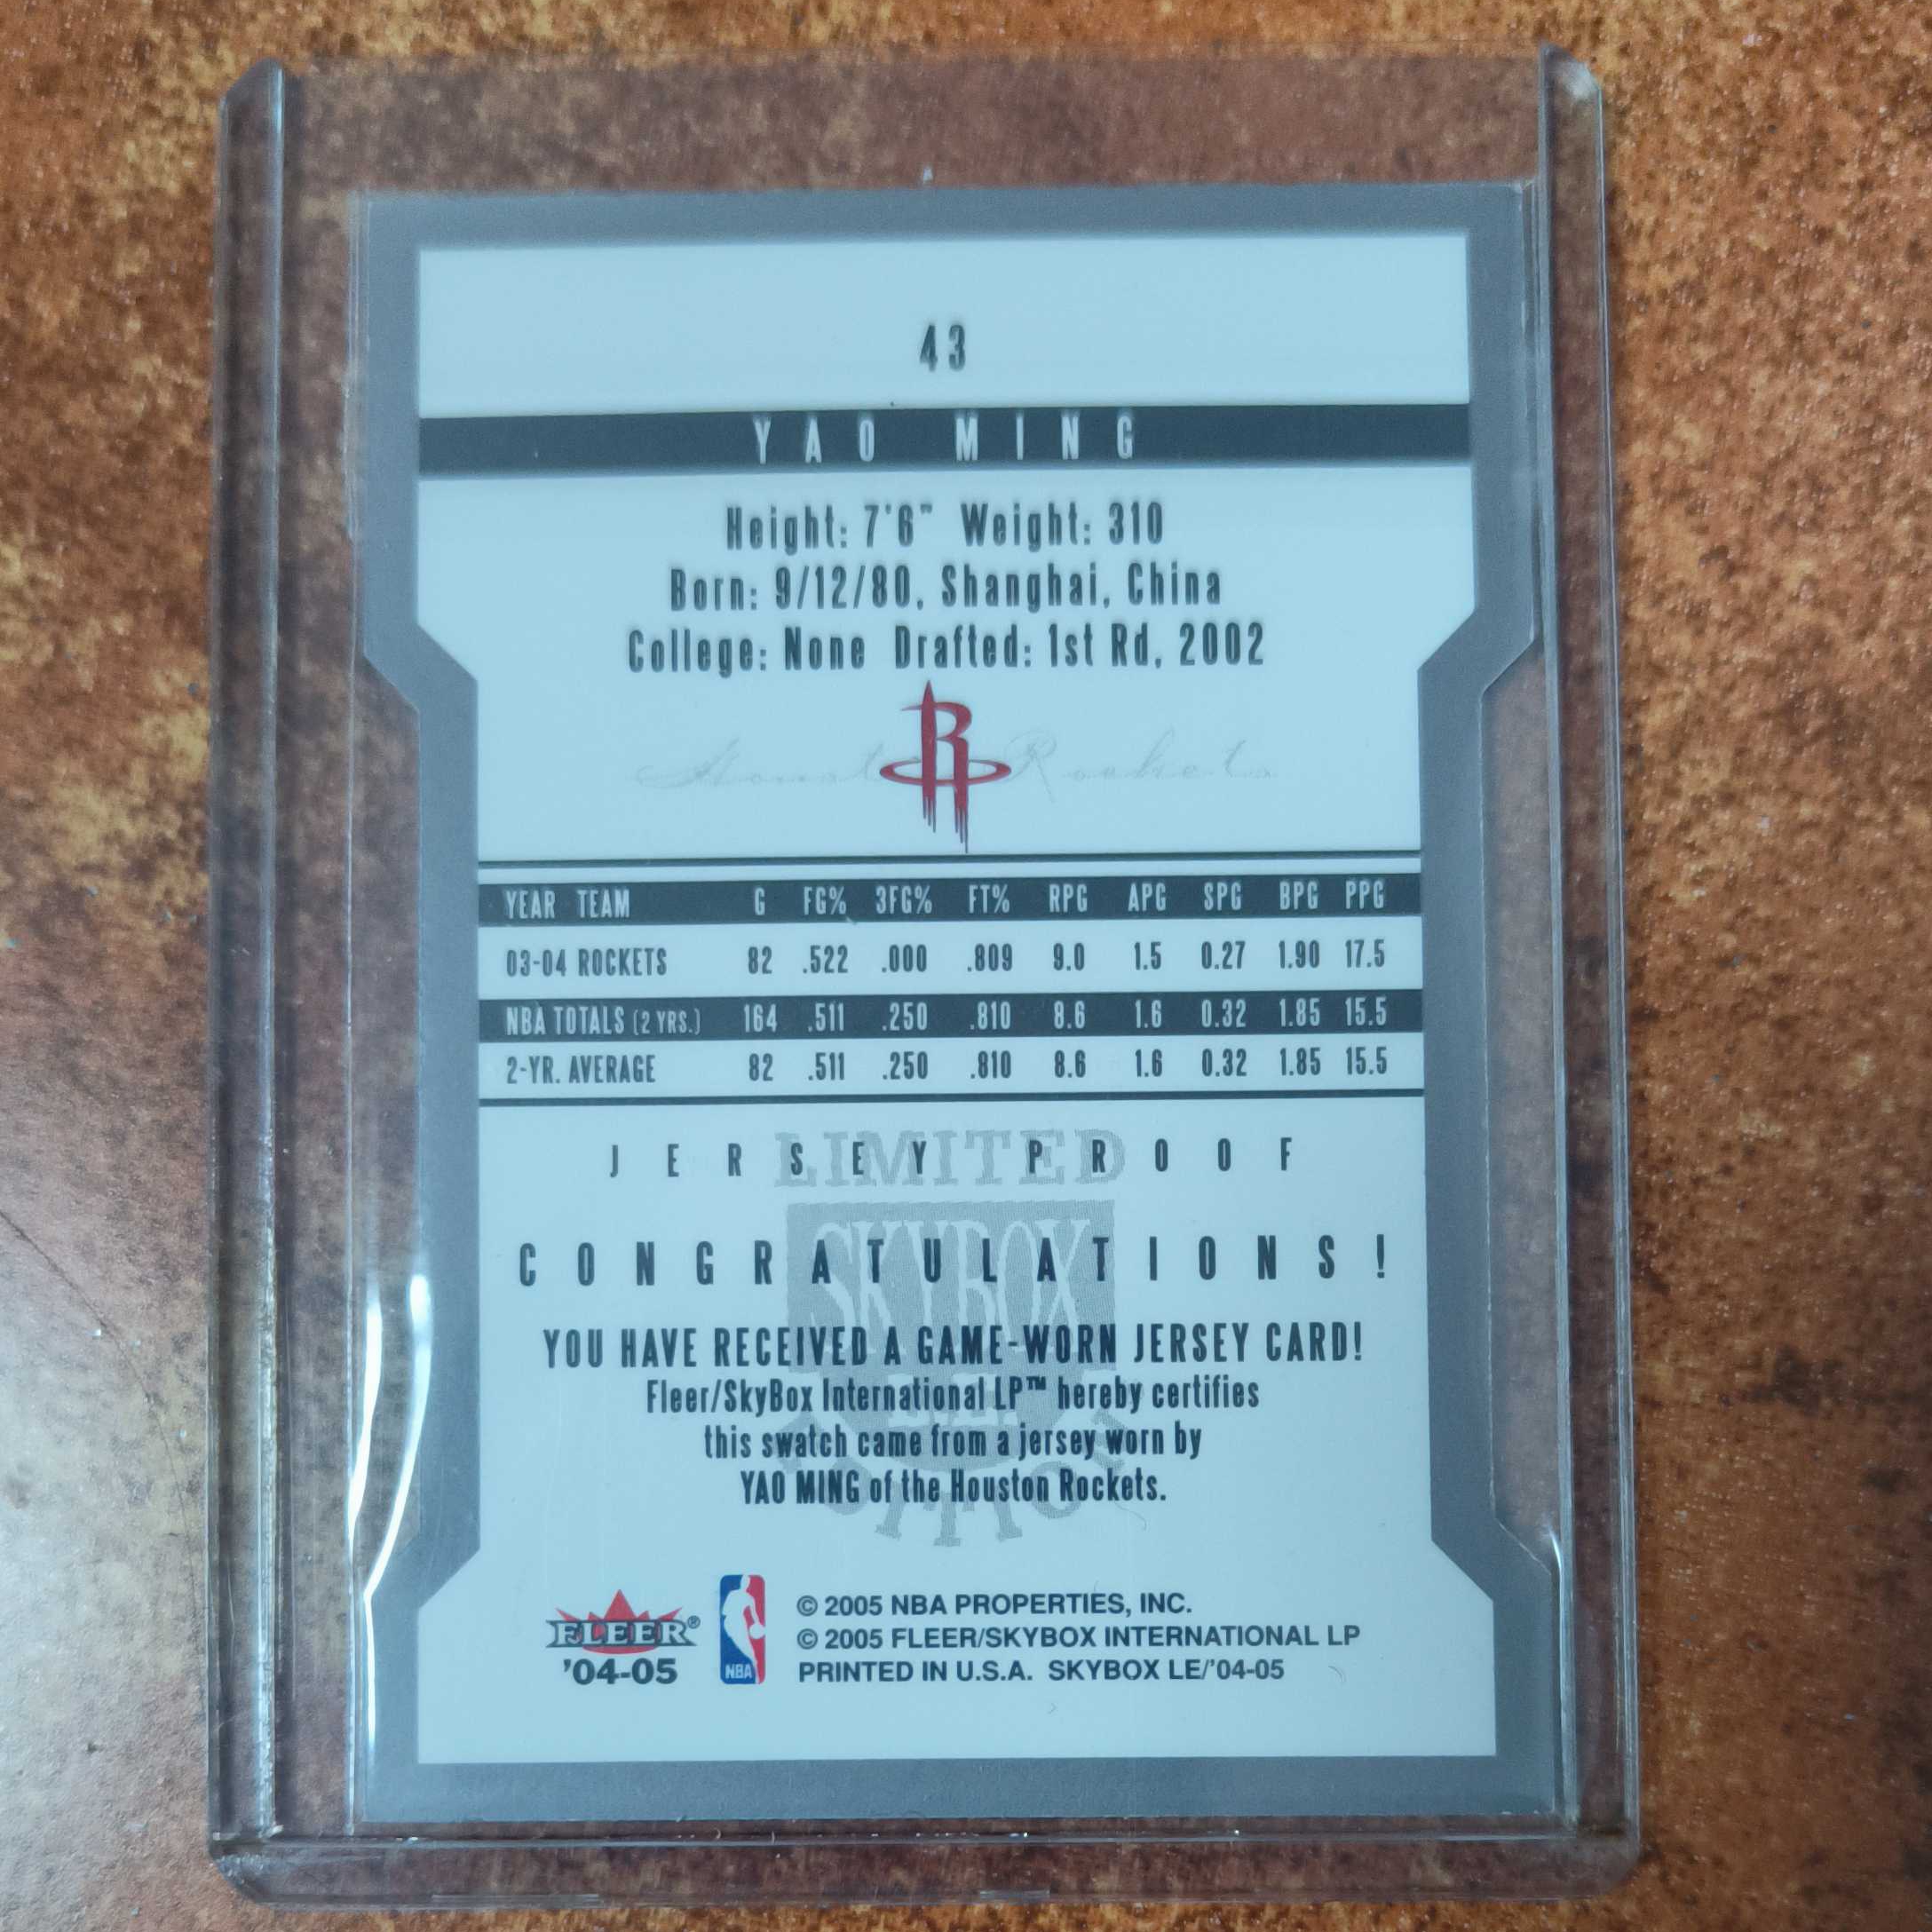 43
YAO MING
Height: 7'6" Weight: 310
Born: 9/12/80, Shanghai, China
College: None Drafted: 1st Rd, 2002
Houston Rockets
YEAR TEAM G FG% 3FG% FT% RPG APG SPG BPG PPG
03-04 ROCKETS 82 .522 .000 .809 9.0 1.5 0.27 1.90 17.5
NBA TOTALS (2 YRS.) 164 .511 .250 .810 8.6 1.6 0.32 1.85 15.5
2-YR. AVERAGE 82 .511 .250 .810 8.6 1.6 0.32 1.85 15.5
LIMITED
JERSEY PROOF
SKYBOX
CONGRATULATIONS!
YOU HAVE RECEIVED A GAME-WORN JERSEY CARD!
L.E.
Fleer/SkyBox International LP™ hereby certifies
this swatch came from a jersey worn by
YAO MING of the Houston Rockets.
EDITION
FLEER®
'04-05
NBA
© 2005 NBA PROPERTIES, INC.
© 2005 FLEER/SKYBOX INTERNATIONAL LP
PRINTED IN U.S.A. SKYBOX LE/'04-05